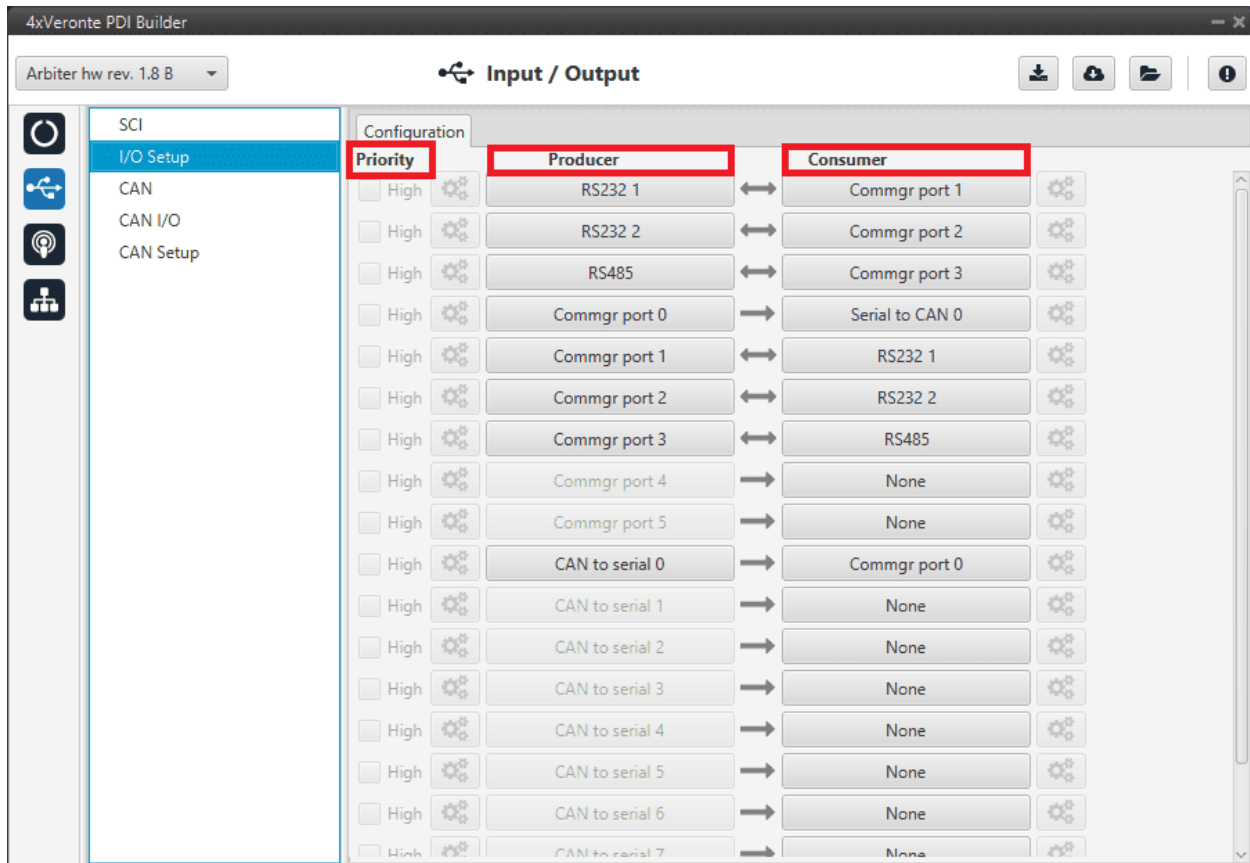 4xVeronte PDI Builder
Arbiter hw rev. 1.8 B
Input / Output
SCI
I/O Setup
CAN
CAN I/O
CAN Setup
Configuration
Priority Producer Consumer
High RS232 1 Commgr port 1
High RS232 2 Commgr port 2
High RS485 Commgr port 3
High Commgr port 0 Serial to CAN 0
High Commgr port 1 RS232 1
High Commgr port 2 RS232 2
High Commgr port 3 RS485
High Commgr port 4 None
High Commgr port 5 None
High CAN to serial 0 Commgr port 0
High CAN to serial 1 None
High CAN to serial 2 None
High CAN to serial 3 None
High CAN to serial 4 None
High CAN to serial 5 None
High CAN to serial 6 None
High CAN to serial 7 None